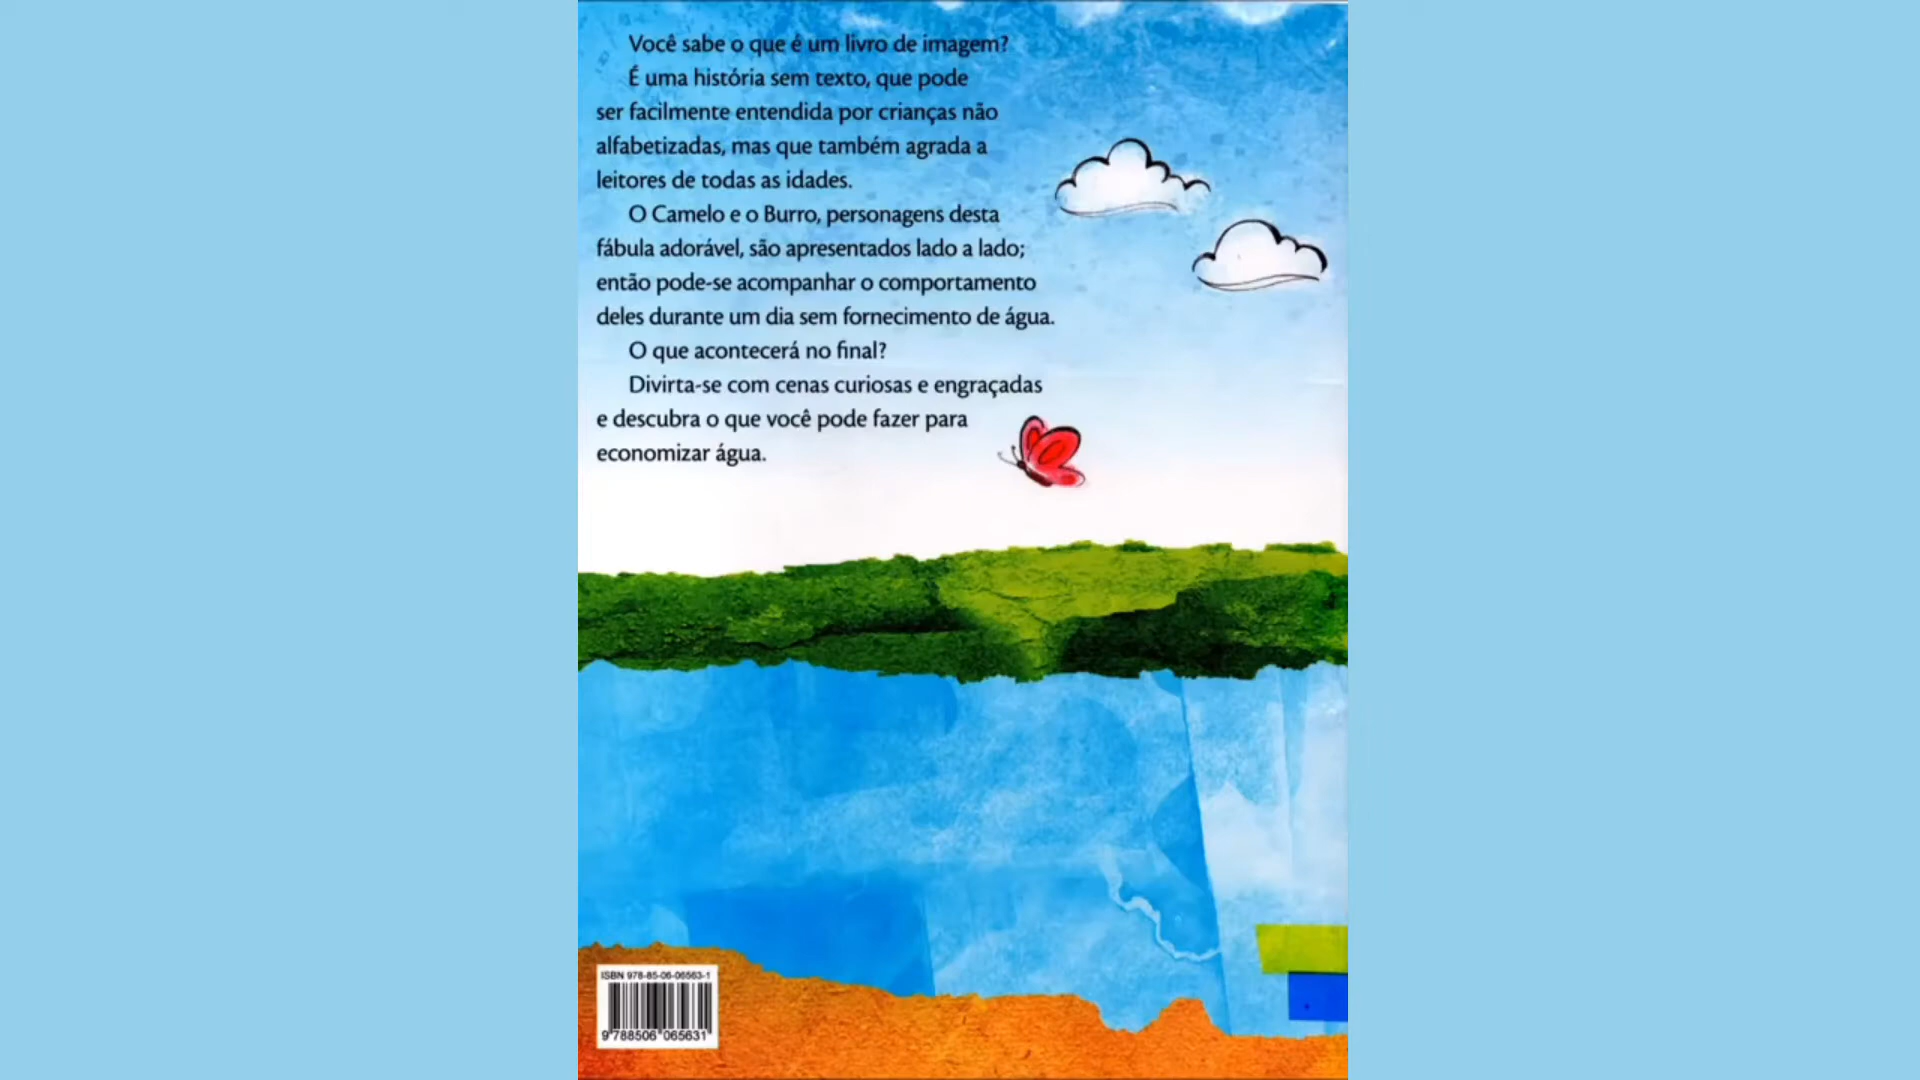 Você sabe o que é um livro de imagem?
É uma história sem texto, que pode
ser facilmente entendida por crianças não
alfabetizadas, mas que também agrada a
leitores de todas as idades.
O Camelo e o Burro, personagens desta
fábula adorável, são apresentados lado a lado;
então pode-se acompanhar o comportamento
deles durante um dia sem fornecimento de água.
O que acontecerá no final?
Divirta-se com cenas curiosas e engraçadas
e descubra o que você pode fazer para
economizar água.
ISBN 978-85-06-06563-1
9 788506 065631